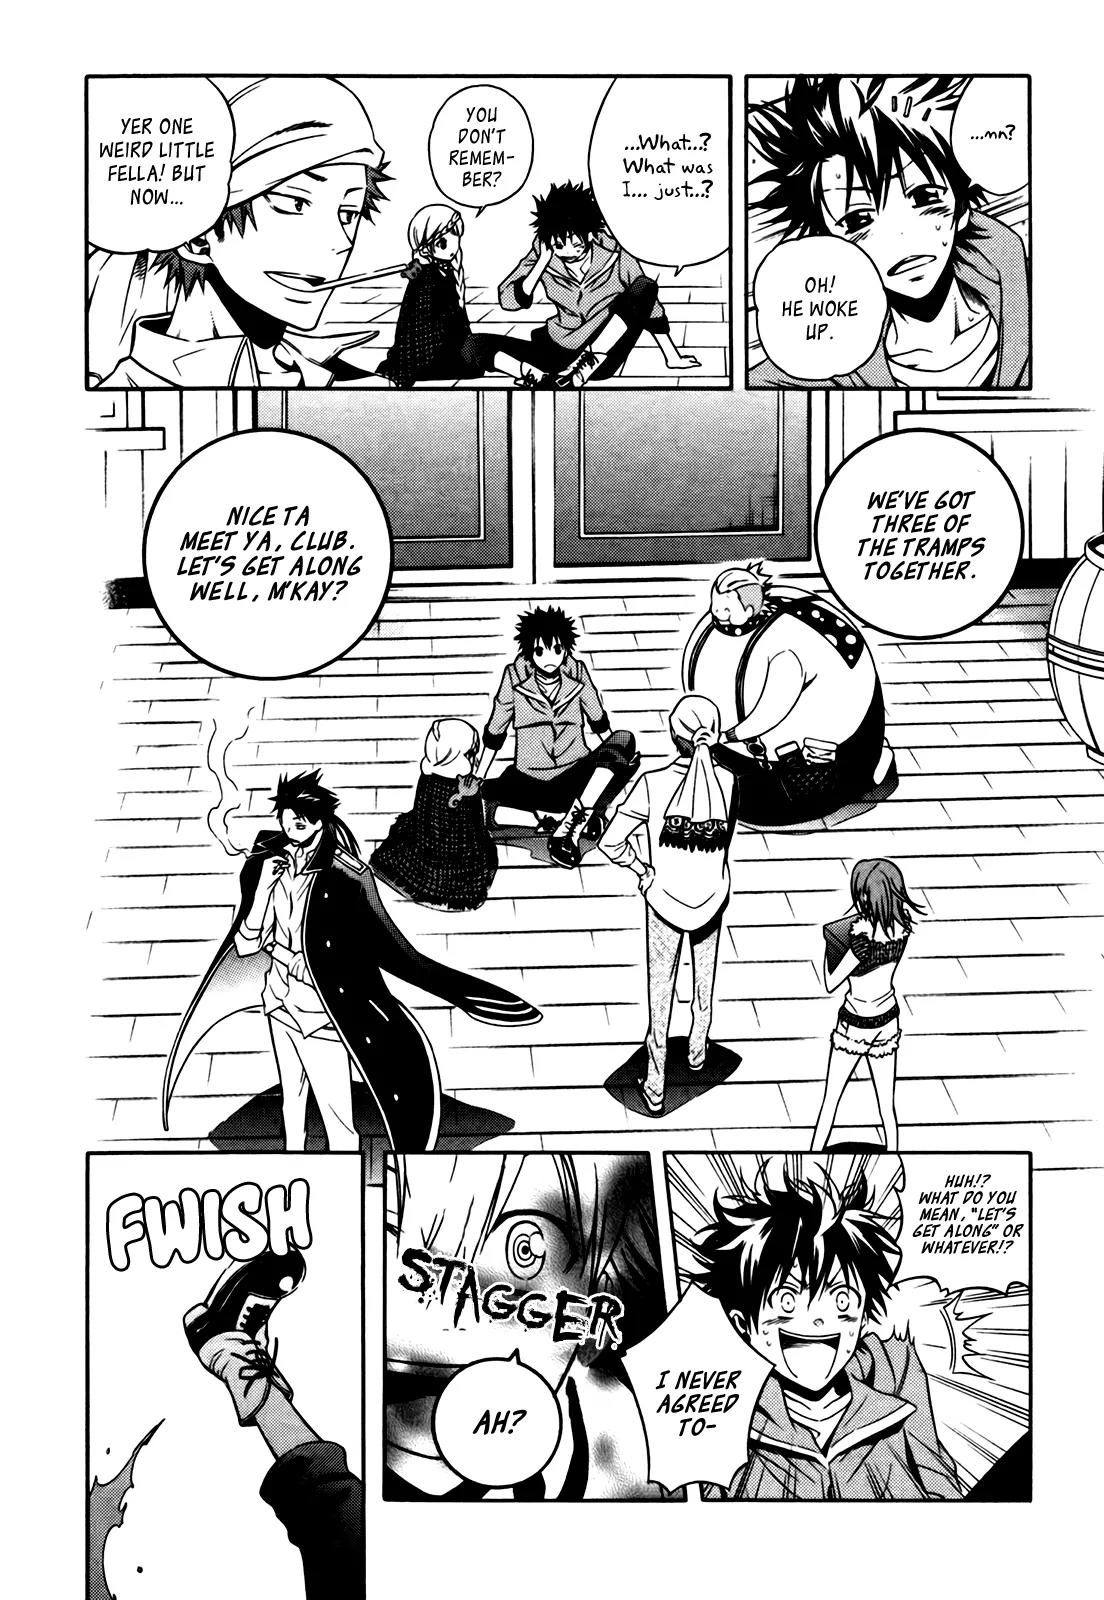 ...mn?
OH!
HE WOKE
UP.
...What...?
What was
I... just...?
YOU
DON'T
REMEM-
BER?
YER ONE
WEIRD LITTLE
FELLA! BUT
NOW...
WE'VE GOT
THREE OF
THE TRAMPS
TOGETHER.
NICE TA
MEET YA, CLUB.
LET'S GET ALONG
WELL, M'KAY?
HUH!?
WHAT DO YOU
MEAN, "LET'S
GET ALONG" OR
WHATEVER!?
I NEVER
AGREED
TO-
STAGGER
AH?
FWISH